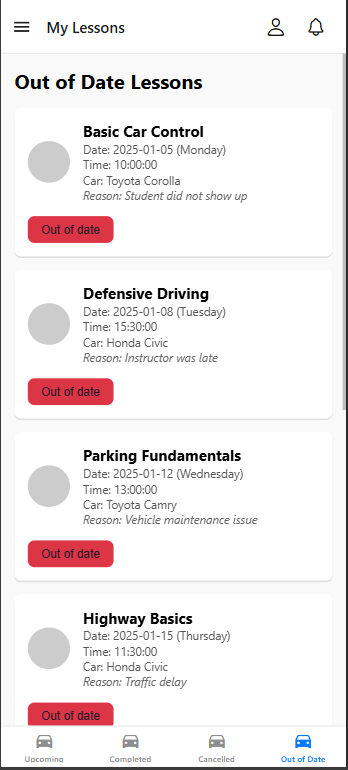 My Lessons
Out of Date Lessons
Basic Car Control
Date: 2025-01-05 (Monday)
Time: 10:00:00
Car: Toyota Corolla
Reason: Student did not show up
Out of date
Defensive Driving
Date: 2025-01-08 (Tuesday)
Time: 15:30:00
Car: Honda Civic
Reason: Instructor was late
Out of date
Parking Fundamentals
Date: 2025-01-12 (Wednesday)
Time: 13:00:00
Car: Toyota Camry
Reason: Vehicle maintenance issue
Out of date
Highway Basics
Date: 2025-01-15 (Thursday)
Time: 11:30:00
Car: Honda Civic
Reason: Traffic delay
Out of date
Upcoming Completed Cancelled Out of Date